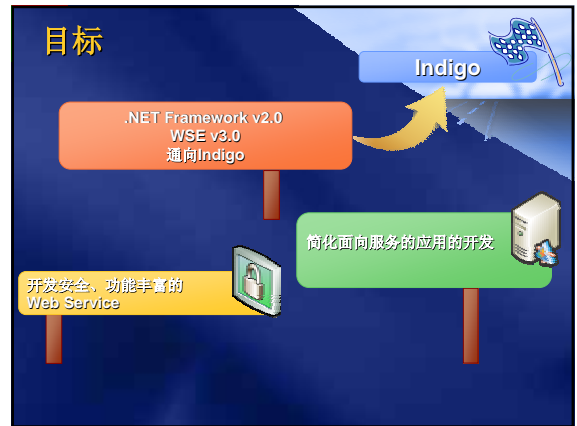 目标
Indigo
.NET Framework v2.0
WSE v3.0
通向Indigo
简化面向服务的应用的开发
开发安全、功能丰富的
Web Service